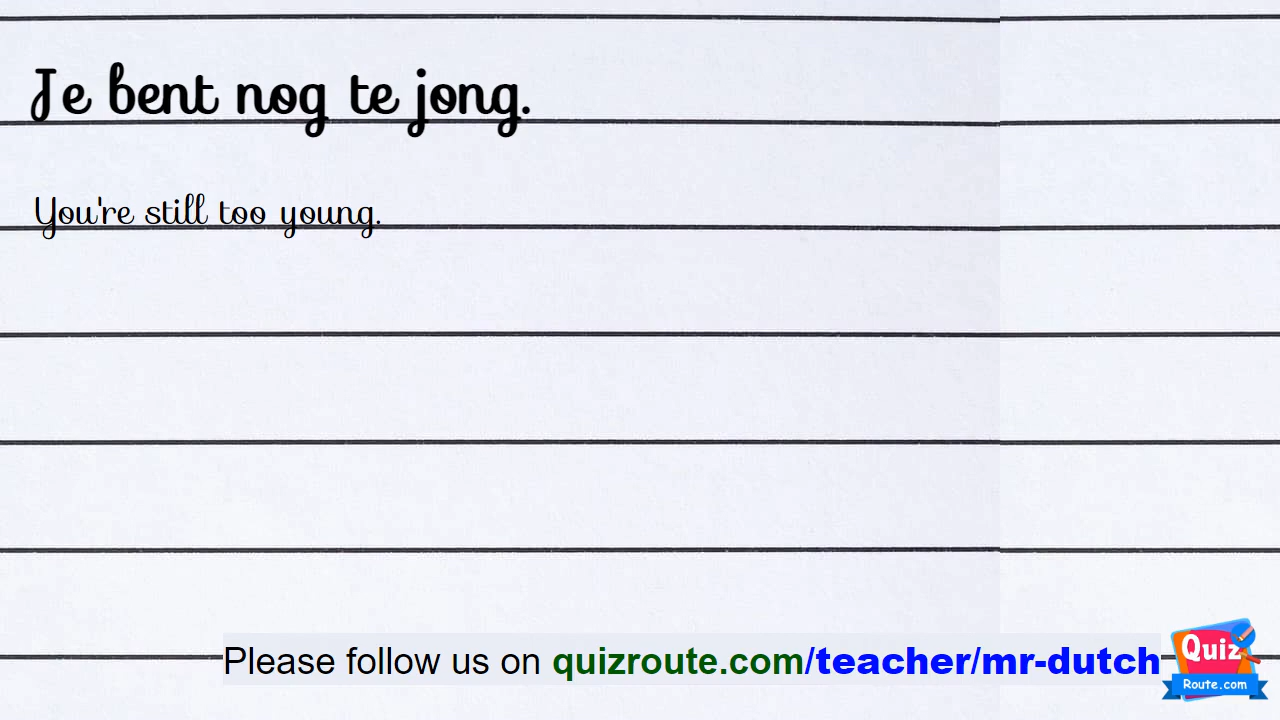 Je bent nog te jong.
You're still too young.
Please follow us on quizroute.com/teacher/mr-dutch
Quiz
Route.com